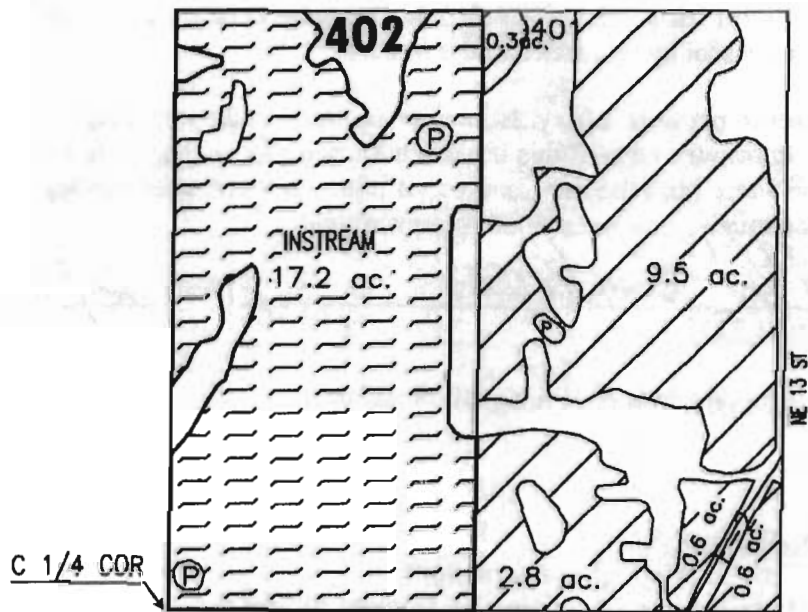 402
40
0.3ac.
P
INSTREAM
17.2 ac.
9.5 ac.
P
NE 13 ST
0.6 ac.
0.6 ac.
2.8 ac.
P
C 1/4 COR